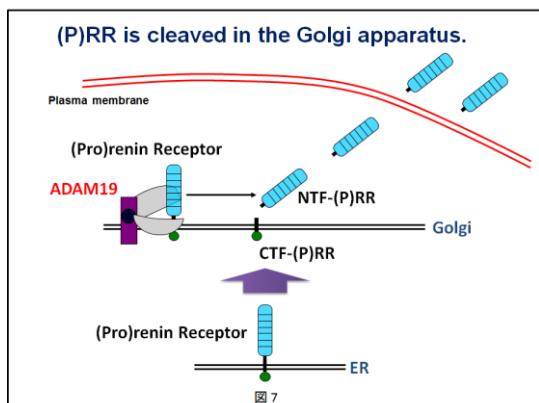 (P)RR is cleaved in the Golgi apparatus.
Plasma membrane
(Pro)renin Receptor
ADAM19
NTF-(P)RR
Golgi
CTF-(P)RR
(Pro)renin Receptor
ER
図 7